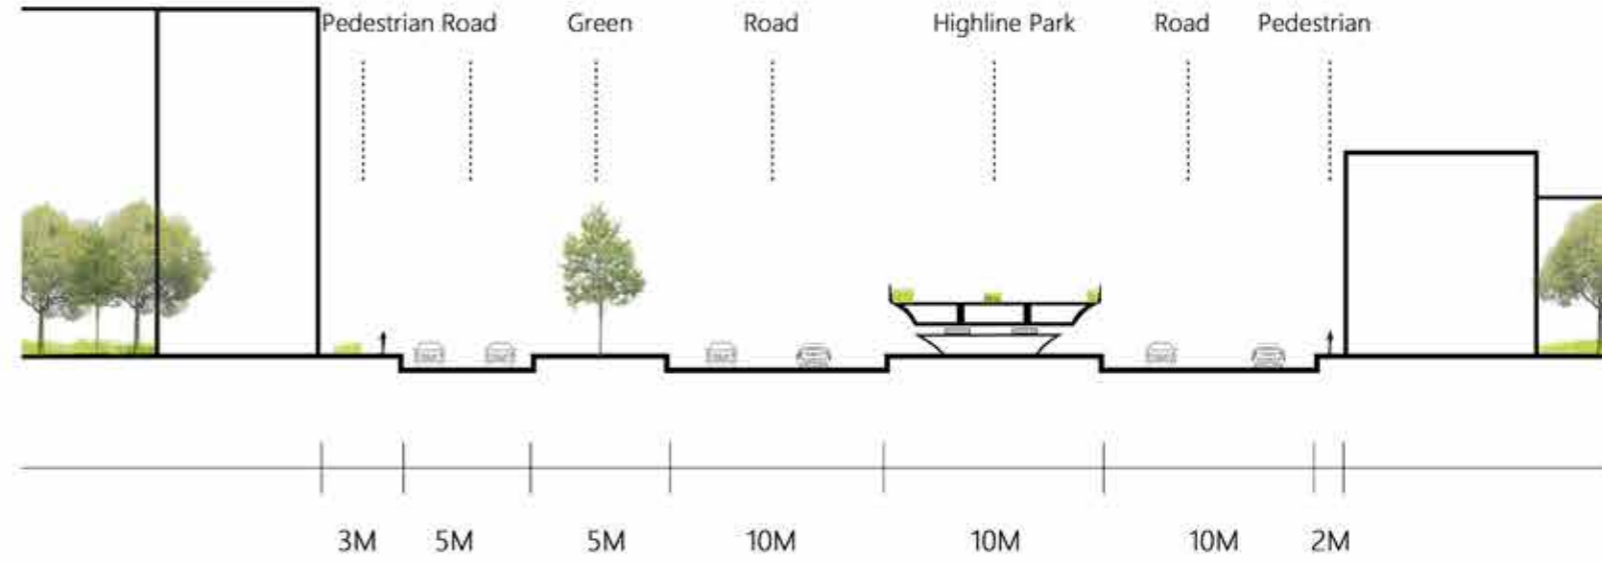 Pedestrian Road Green Road Highline Park Road Pedestrian
3M 5M 5M 10M 10M 10M 2M